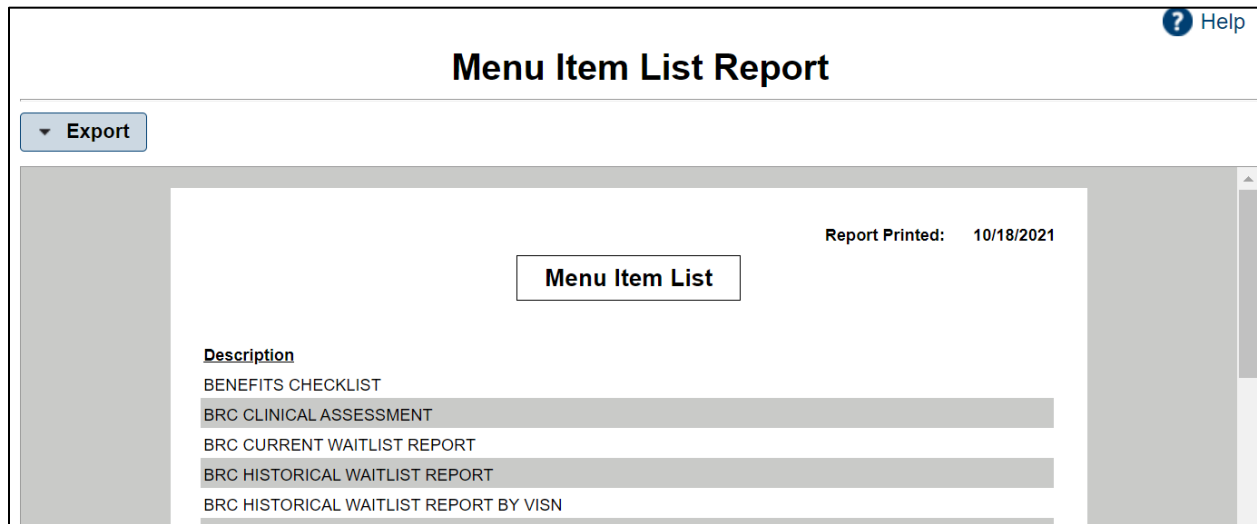 Help
Menu Item List Report
Export
Report Printed: 10/18/2021
Menu Item List
Description
BENEFITS CHECKLIST
BRC CLINICAL ASSESSMENT
BRC CURRENT WAITLIST REPORT
BRC HISTORICAL WAITLIST REPORT
BRC HISTORICAL WAITLIST REPORT BY VISN